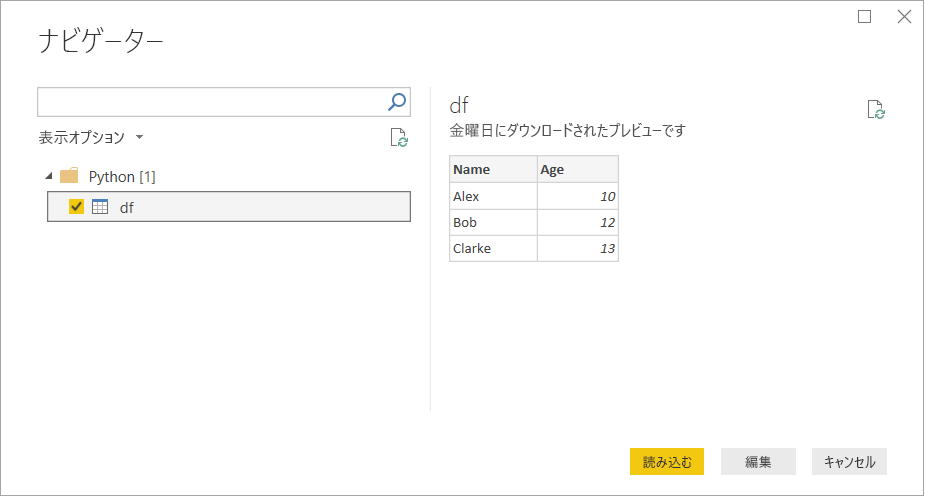 ナビゲーター
表示オプション
Python [1]
df
df
金曜日にダウンロードされたプレビューです
Name Age
Alex 10
Bob 12
Clarke 13
読み込む 編集 キャンセル